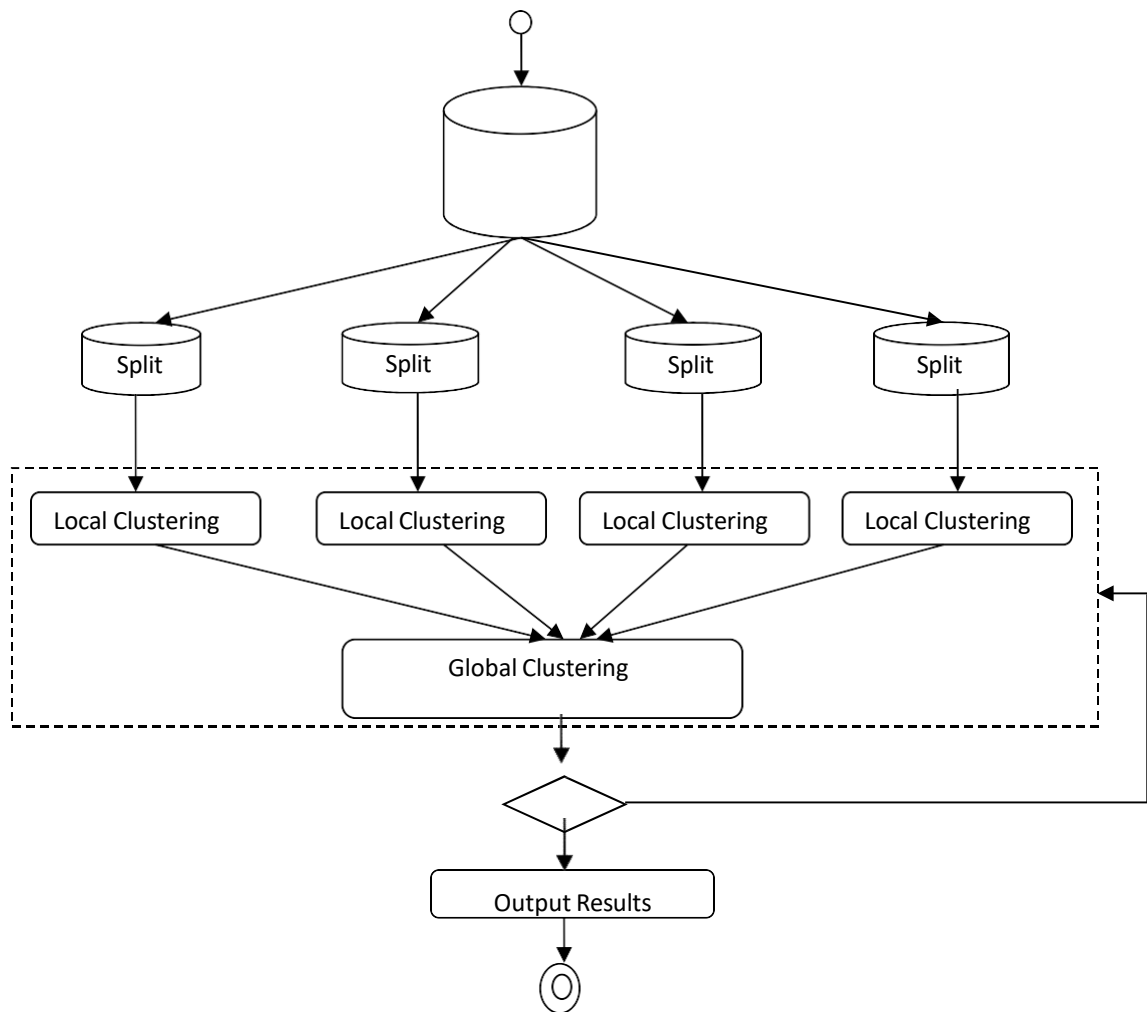 Split
Split
Split
Split
Local Clustering
Local Clustering
Local Clustering
Local Clustering
Global Clustering
Output Results